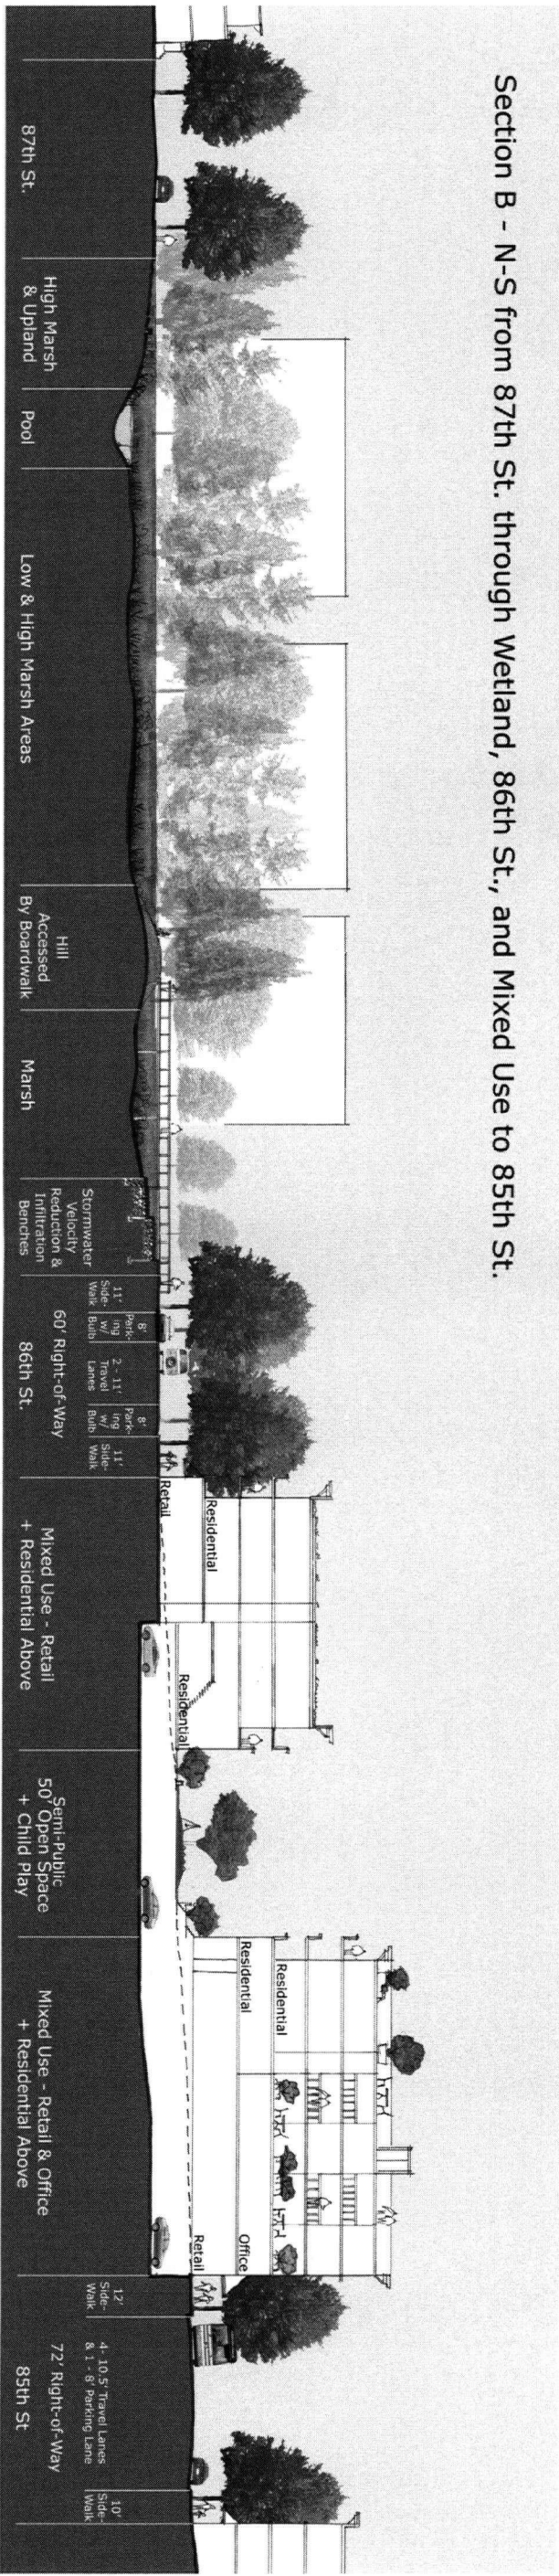 Section B - N-S from 87th St. through Wetland, 86th St., and Mixed Use to 85th St.
Residential
Retail
Residential
Residential
Residential
Office
Retail
87th St.
High Marsh
& Upland
Pool
Low & High Marsh Areas
Hill
Accessed
By Boardwalk
Marsh
Stormwater
Velocity
Reduction &
Infiltration
Benches
11'
Side-
Walk
8'
Park-
ing
w/
Bulb
2 - 11'
Travel
Lanes
8'
Park-
ing
w/
Bulb
11'
Side-
Walk
60' Right-of-Way
86th St.
Mixed Use - Retail
+ Residential Above
Semi-Public
50' Open Space
+ Child Play
Mixed Use - Retail & Office
+ Residential Above
12'
Side-
Walk
4- 10.5' Travel Lanes
& 1 - 8' Parking Lane
10'
Side-
Walk
72' Right-of-Way
85th St